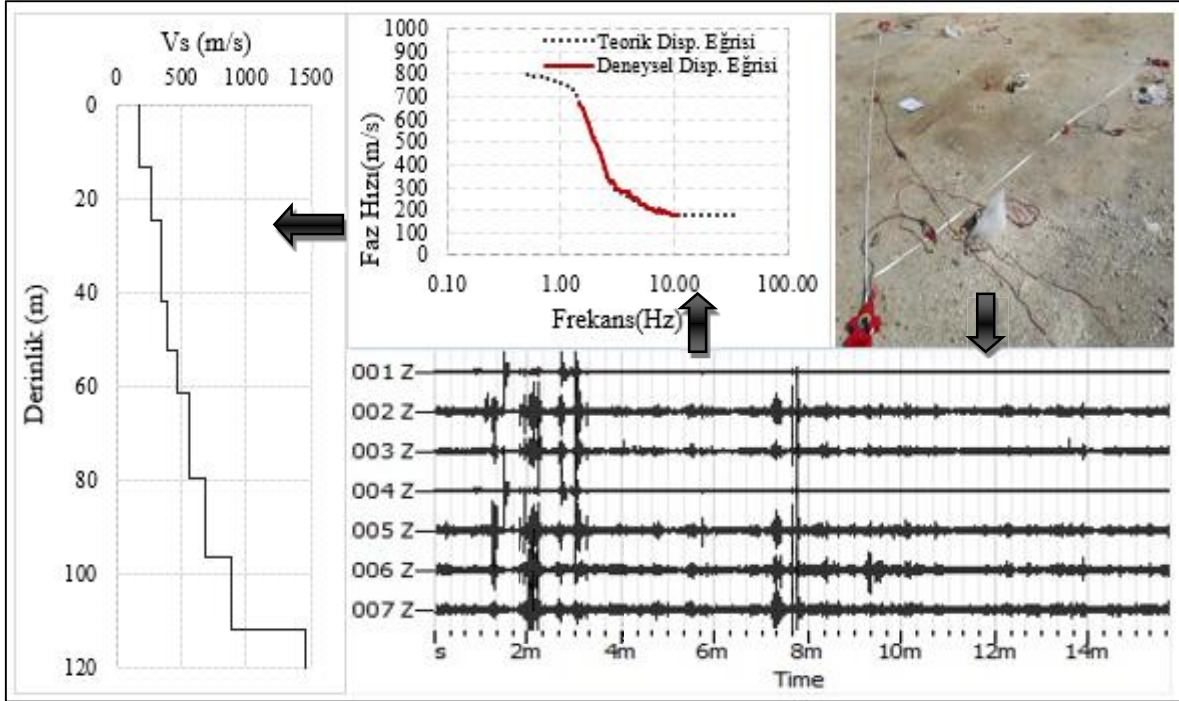 Vs (m/s)
0 500 1000 1500
0
20
40
60
80
100
120
Derinlik (m)
1000
900
800
700
600
500
400
300
200
100
0
Faz Hızı(m/s)
Teorik Disp. Eğrisi
Deneysel Disp. Eğrisi
0.10 1.00 10.00 100.00
Frekans(Hz)
001 Z
002 Z
003 Z
004 Z
005 Z
006 Z
007 Z
s 2m 4m 6m 8m 10m 12m 14m
Time